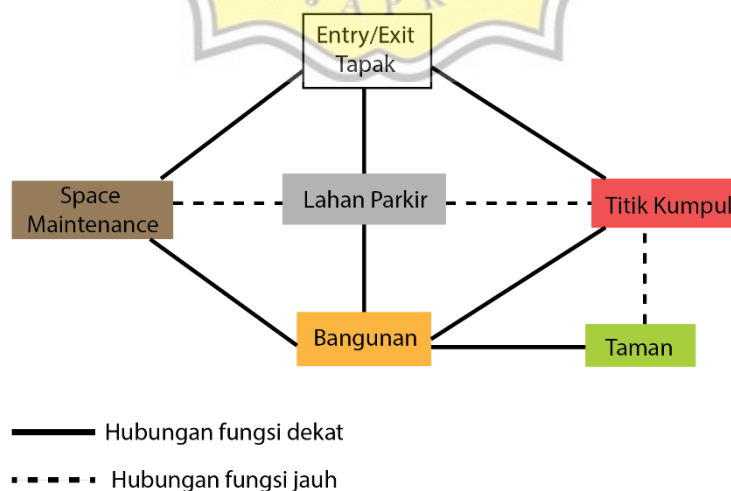 Entry/Exit
Tapak
Space
Maintenance
Lahan Parkir
Titik Kumpul
Bangunan
Taman
Hubungan fungsi dekat
Hubungan fungsi jauh